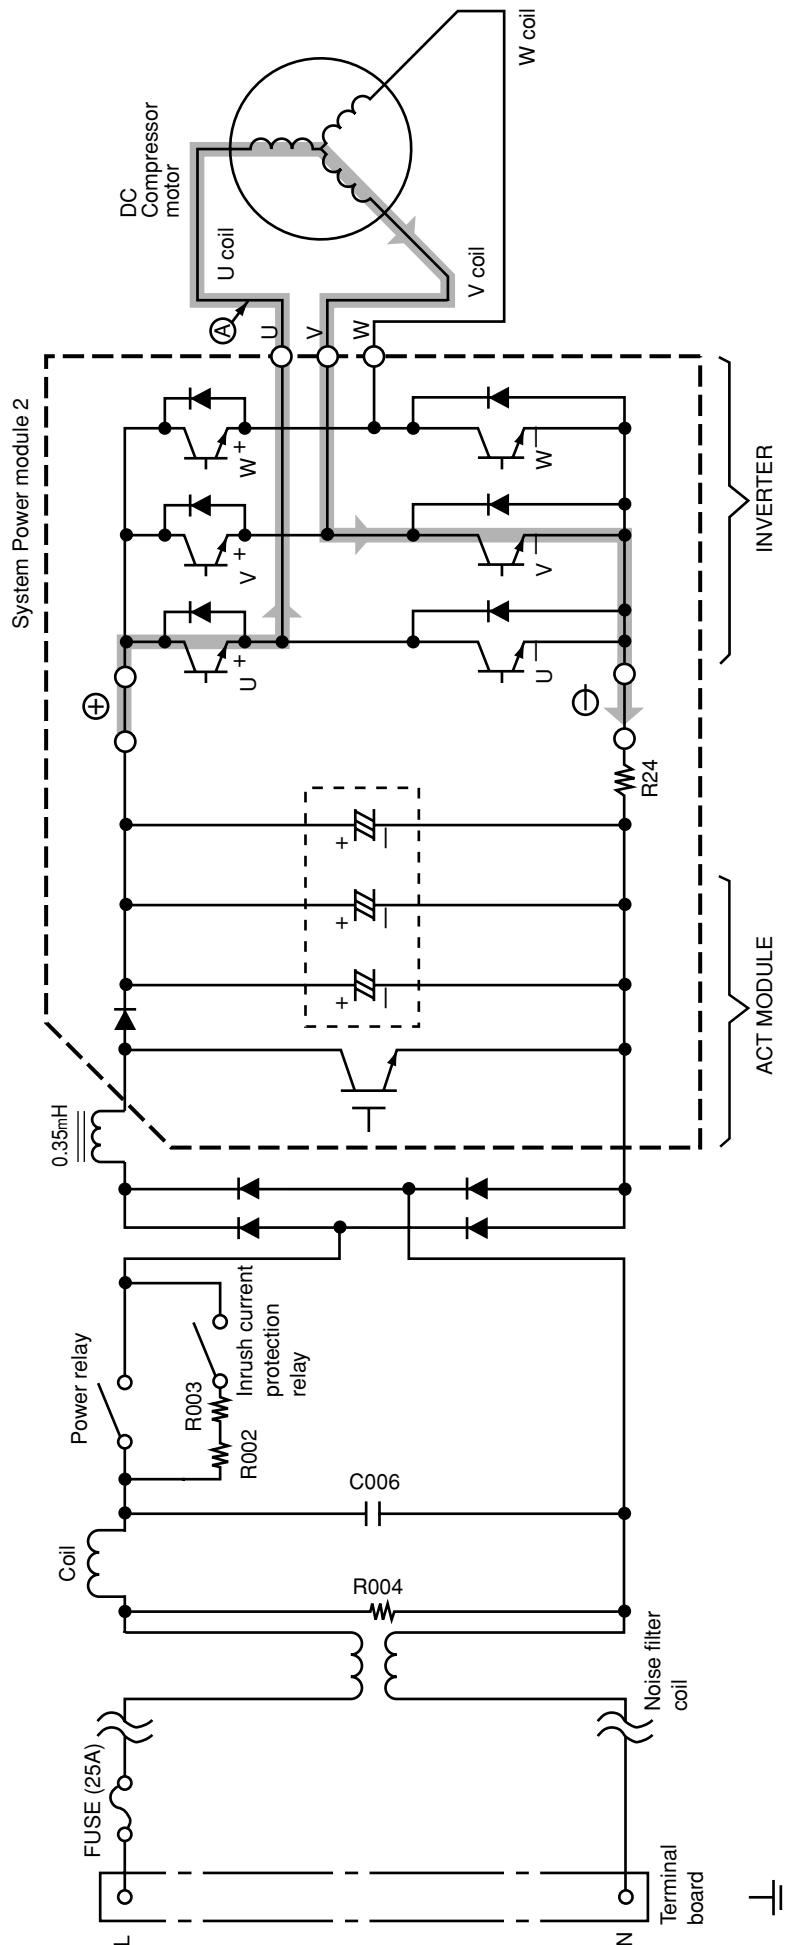 System Power module 2
DC
Compressor
motor
U coil
V coil
W coil
A
U
V
W
W +
V +
U +
W −
V −
U −
+
−
INVERTER
R24
+
−
+
−
+
−
ACT MODULE
0.35mH
Power relay
R003
R002
Inrush current
protection
relay
C006
Coil
R004
Noise filter
coil
FUSE (25A)
Terminal
board
L
N